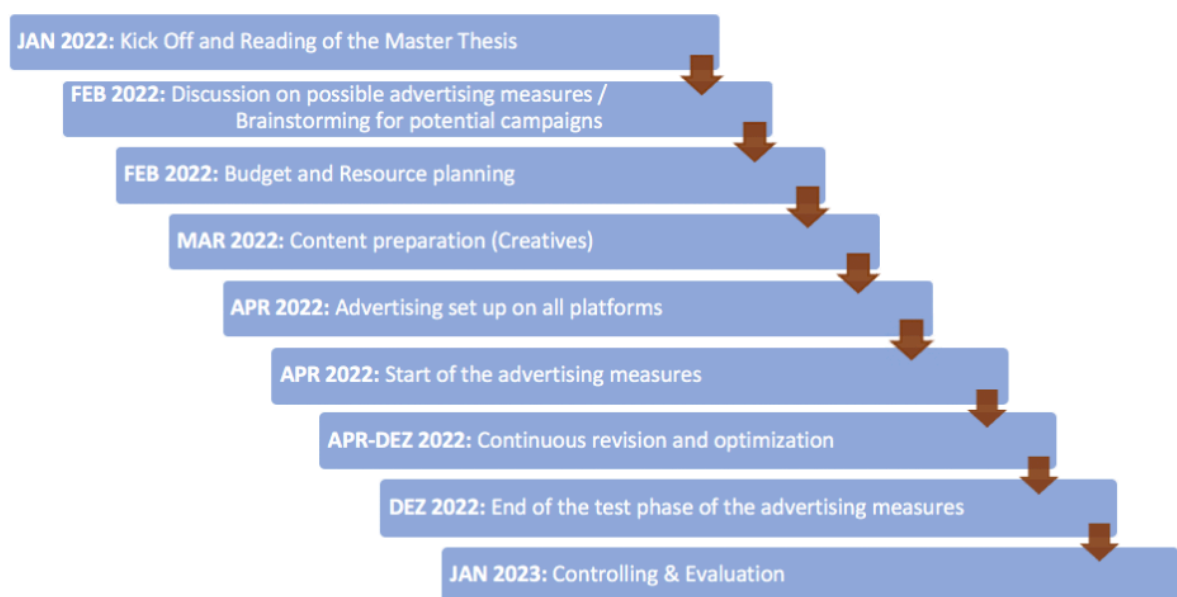 JAN 2022: Kick Off and Reading of the Master Thesis
FEB 2022: Discussion on possible advertising measures /
Brainstorming for potential campaigns
FEB 2022: Budget and Resource planning
MAR 2022: Content preparation (Creatives)
APR 2022: Advertising set up on all platforms
APR 2022: Start of the advertising measures
APR-DEZ 2022: Continuous revision and optimization
DEZ 2022: End of the test phase of the advertising measures
JAN 2023: Controlling & Evaluation